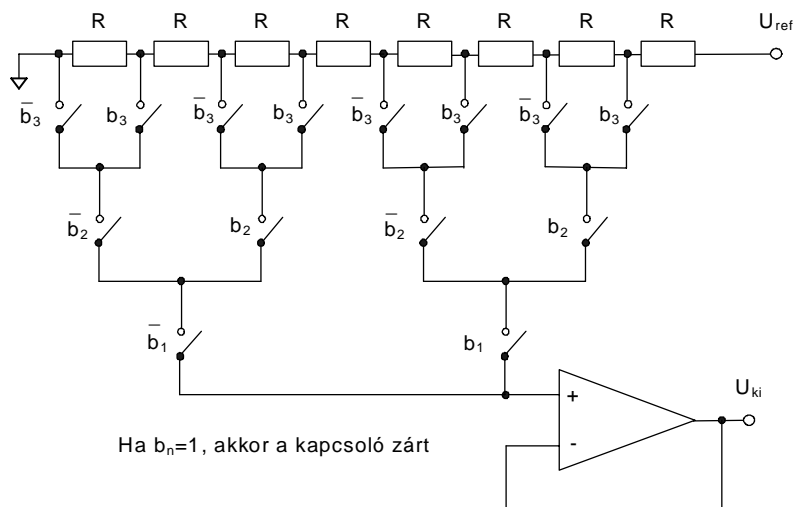 R R R R R R R R U_ref
b̅₃ b₃ b̅₃ b₃ b̅₃ b₃ b̅₃ b₃
b̅₂ b₂ b̅₂ b₂
b̅₁ b₁
U_ki
+
Ha bₙ=1, akkor a kapcsoló zárt
-